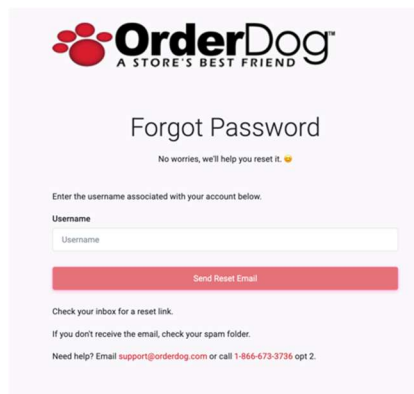 OrderDog™
A STORE'S BEST FRIEND
Forgot Password
No worries, we'll help you reset it. 😊
Enter the username associated with your account below.
Username
Username
Send Reset Email
Check your inbox for a reset link.
If you don't receive the email, check your spam folder.
Need help? Email support@orderdog.com or call 1-866-673-3736 opt 2.